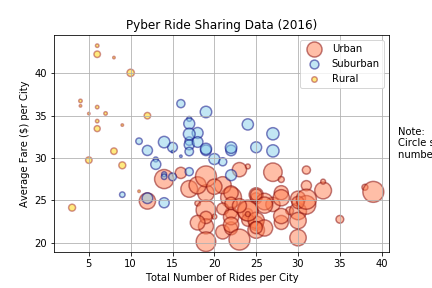 Pyber Ride Sharing Data (2016)
Urban
Suburban
Rural
Average Fare ($) per City
40
35
30
25
20
5
10
15
20
25
30
35
40
Total Number of Rides per City
Note:
Circle